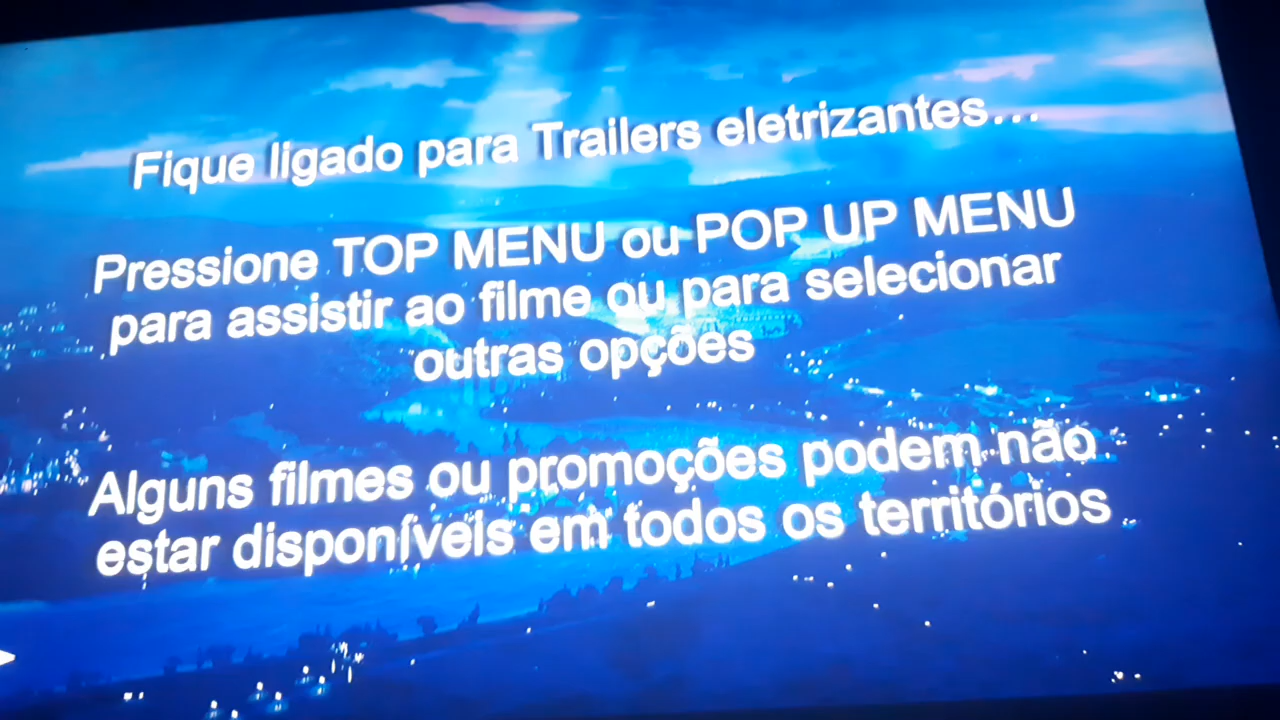 Fique ligado para Trailers eletrizantes...
Pressione TOP MENU ou POP UP MENU
para assistir ao filme ou para selecionar
outras opções
Alguns filmes ou promoções podem não
estar disponíveis em todos os territórios